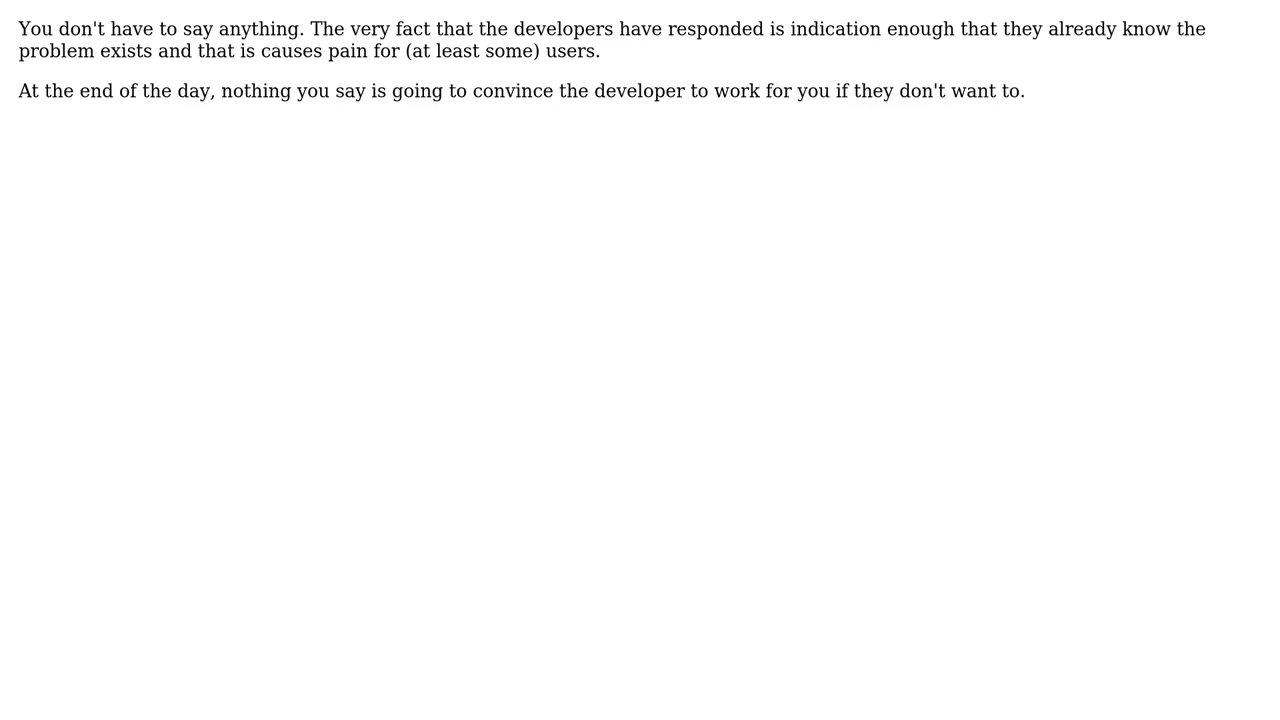 You don't have to say anything. The very fact that the developers have responded is indication enough that they already know the
problem exists and that is causes pain for (at least some) users.
At the end of the day, nothing you say is going to convince the developer to work for you if they don't want to.